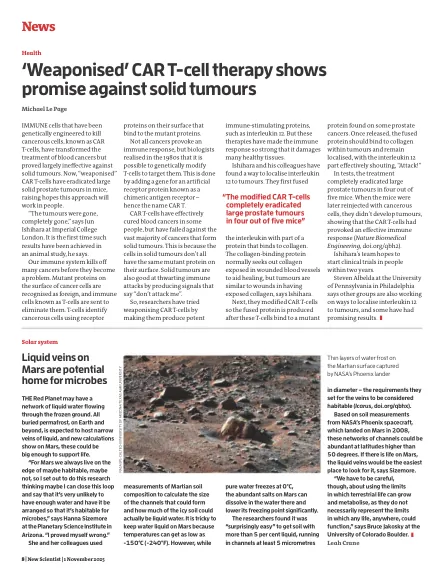 News
Health
‘Weaponised’ CAR T-cell therapy shows
promise against solid tumours
Michael Le Page
IMMUNE cells that have been
genetically engineered to kill
cancerous cells, known as CAR
T-cells, have transformed the
treatment of blood cancers but
proved largely ineffective against
solid tumours. Now, “weaponised”
CAR T-cells have eradicated large
solid prostate tumours in mice,
raising hopes this approach will
work in people.
“The tumours were gone,
completely gone,” says Jun
Ishihara at Imperial College
London. It is the first time such
results have been achieved in
an animal study, he says.
Our immune system kills off
many cancers before they become
a problem. Mutant proteins on
the surface of cancer cells are
recognised as foreign, and immune
cells known as T-cells are sent to
eliminate them. T-cells identify
cancerous cells using receptor
proteins on their surface that
bind to the mutant proteins.
Not all cancers provoke an
immune response, but biologists
realised in the 1980s that it is
possible to genetically modify
T-cells to target them. This is done
by adding a gene for an artificial
receptor protein known as a
chimeric antigen receptor –
hence the name CAR T.
CAR T-cells have effectively
cured blood cancers in some
people, but have failed against the
vast majority of cancers that form
solid tumours. This is because the
cells in solid tumours don’t all
have the same mutant protein on
their surface. Solid tumours are
also good at thwarting immune
attacks by producing signals that
say “don’t attack me”.
So, researchers have tried
weaponising CAR T-cells by
making them produce potent
immune-stimulating proteins,
such as interleukin 12. But these
therapies have made the immune
response so strong that it damages
many healthy tissues.
Ishihara and his colleagues have
found a way to localise interleukin
12 to tumours. They first fused
“The modified CAR T-cells
completely eradicated
large prostate tumours
in four out of five mice”
the interleukin with part of a
protein that binds to collagen.
The collagen-binding protein
normally seeks out collagen
exposed in wounded blood vessels
to aid healing, but tumours are
similar to wounds in having
exposed collagen, says Ishihara.
Next, they modified CAR T-cells
so the fused protein is produced
after these T-cells bind to a mutant
protein found on some prostate
cancers. Once released, the fused
protein should bind to collagen
within tumours and remain
localised, with the interleukin 12
part effectively shouting, “Attack!”
In tests, the treatment
completely eradicated large
prostate tumours in four out of
five mice. When the mice were
later reinjected with cancerous
cells, they didn’t develop tumours,
showing that the CAR T-cells had
provoked an effective immune
response (Nature Biomedical
Engineering, doi.org/qbhz).
Ishihara’s team hopes to
start clinical trials in people
within two years.
Steven Albelda at the University
of Pennsylvania in Philadelphia
says other groups are also working
on ways to localise interleukin 12
to tumours, and some have had
promising results.
Solar system
Liquid veins on
Mars are potential
home for microbes
THE Red Planet may have a
network of liquid water flowing
through the frozen ground. All
buried permafrost, on Earth and
beyond, is expected to host narrow
veins of liquid, and new calculations
show on Mars, these could be
big enough to support life.
“For Mars we always live on the
edge of maybe habitable, maybe
not, so I set out to do this research
thinking maybe I can close this loop
and say that it’s very unlikely to
have enough water and have it be
arranged so that it’s habitable for
microbes,” says Hanna Sizemore
at the Planetary Science Institute in
Arizona. “I proved myself wrong.”
She and her colleagues used
measurements of Martian soil
composition to calculate the size
of the channels that could form
and how much of the icy soil could
actually be liquid water. It is tricky to
keep water liquid on Mars because
temperatures can get as low as
-150°C (-240°F). However, while
pure water freezes at 0°C,
the abundant salts on Mars can
dissolve in the water there and
lower its freezing point significantly.
The researchers found it was
“surprisingly easy” to get soil with
more than 5 per cent liquid, running
in channels at least 5 micrometres
Thin layers of water frost on
the Martian surface captured
by NASA’s Phoenix lander
in diameter – the requirements they
set for the veins to be considered
habitable (Icarus, doi.org/qbhx).
Based on soil measurements
from NASA’s Phoenix spacecraft,
which landed on Mars in 2008,
these networks of channels could be
abundant at latitudes higher than
50 degrees. If there is life on Mars,
the liquid veins would be the easiest
place to look for it, says Sizemore.
“We have to be careful,
though, about using the limits
in which terrestrial life can grow
and metabolise, as they do not
necessarily represent the limits
in which any life, anywhere, could
function,” says Bruce Jakosky at the
University of Colorado Boulder.
Leah Crane
8 | New Scientist | 1 November 2025